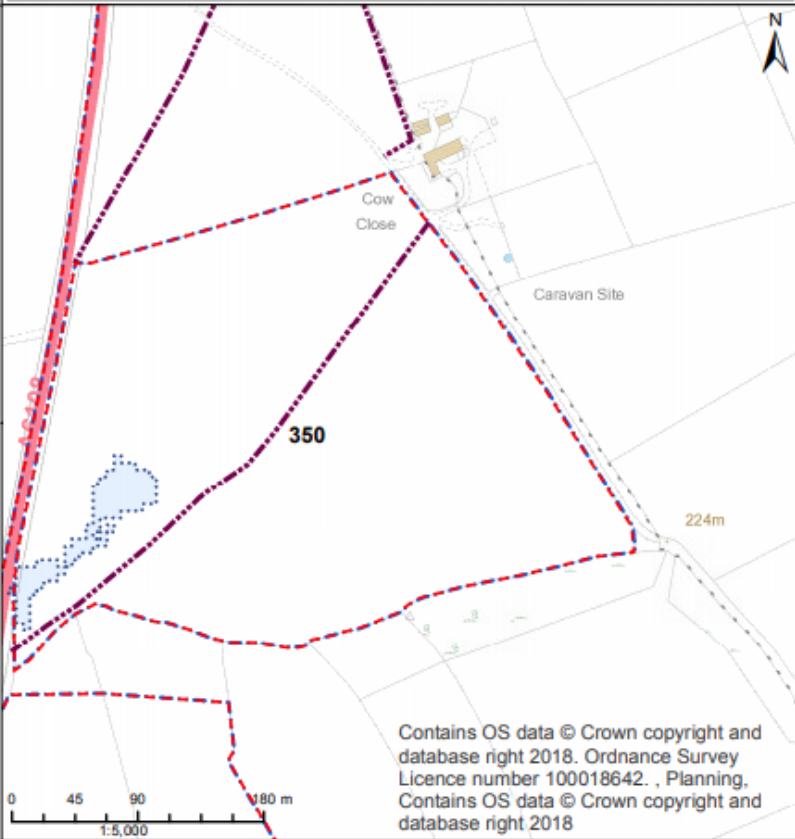 N
Cow
Close
Caravan Site
350
224m
Contains OS data © Crown copyright and
database right 2018. Ordnance Survey
Licence number 100018642. , Planning,
Contains OS data © Crown copyright and
database right 2018
0 45 90 180 m
1:5,000